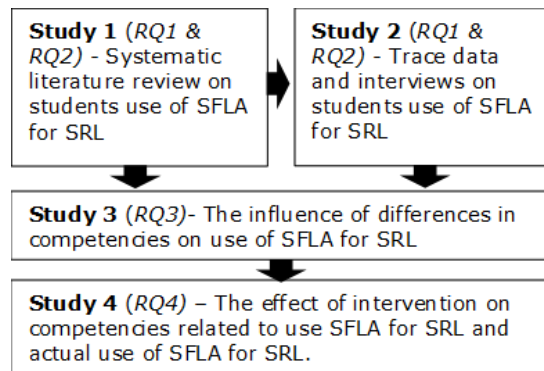 Study 1 (RQ1 &
RQ2) - Systematic
literature review on
students use of SFLA
for SRL
Study 2 (RQ1 &
RQ2) - Trace data
and interviews on
students use of SFLA
for SRL
Study 3 (RQ3)- The influence of differences in
competencies on use of SFLA for SRL
Study 4 (RQ4) – The effect of intervention on
competencies related to use SFLA for SRL and
actual use of SFLA for SRL.